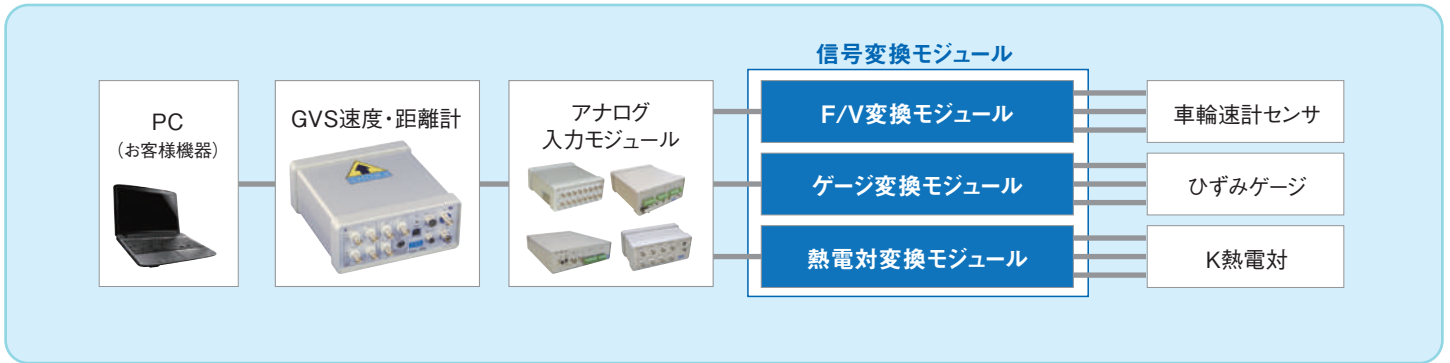 信号変換モジュール
PC
（お客様機器）
GVS速度・距離計
アナログ
入力モジュール
F/V変換モジュール
ゲージ変換モジュール
熱電対変換モジュール
車輪速計センサ
ひずみゲージ
K熱電対